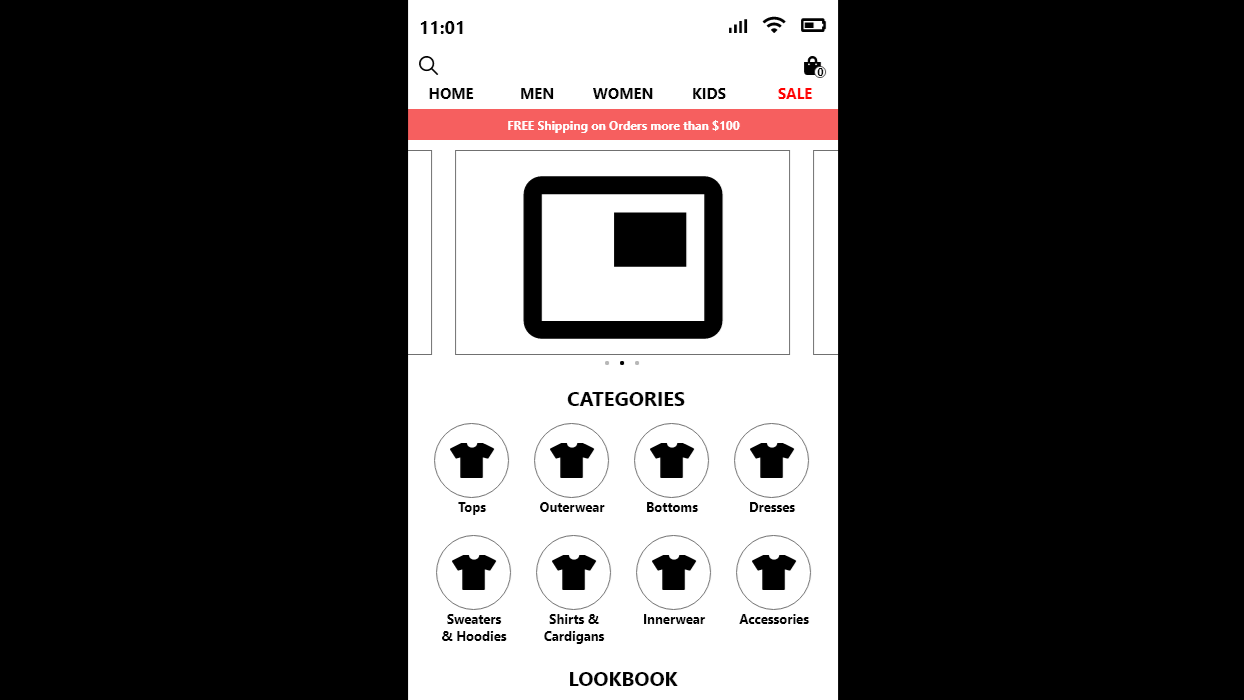 11:01
0
HOME MEN WOMEN KIDS SALE
FREE Shipping on Orders more than $100
CATEGORIES
Tops Outerwear Bottoms Dresses
Sweaters & Hoodies
Shirts & Cardigans
Innerwear
Accessories
LOOKBOOK